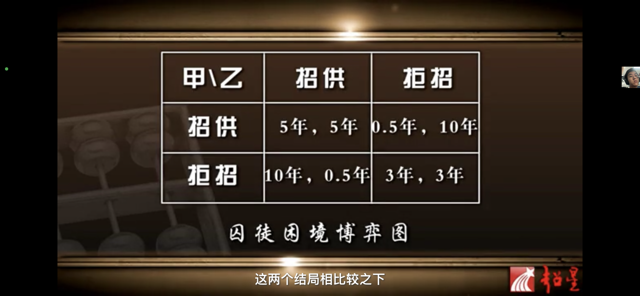 甲\乙 招供 拒招
招供 5年，5年 0.5年，10年
拒招 10年，0.5年 3年，3年
囚徒困境博弈图
这两个结局相比较之下
超星